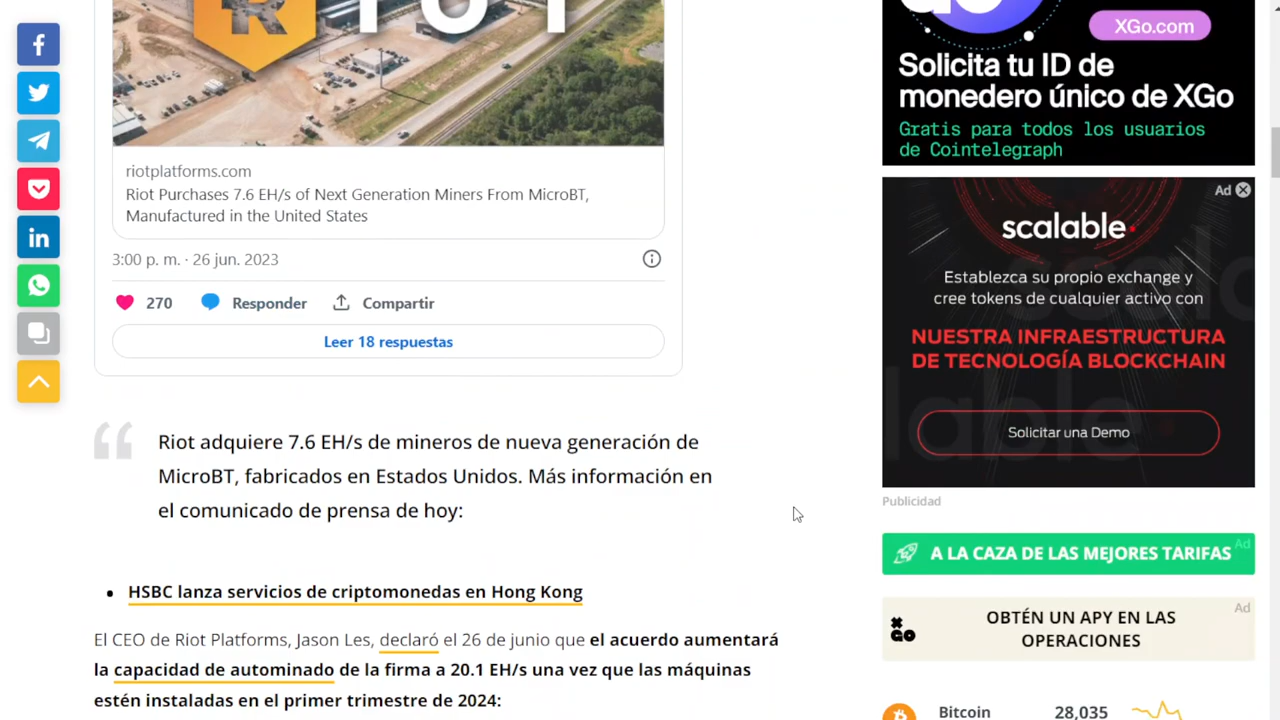 RIOT
riotplatforms.com
Riot Purchases 7.6 EH/s of Next Generation Miners From MicroBT,
Manufactured in the United States
3:00 p. m. · 26 jun. 2023
270 Responder Compartir
Leer 18 respuestas
Riot adquiere 7.6 EH/s de mineros de nueva generación de
MicroBT, fabricados en Estados Unidos. Más información en
el comunicado de prensa de hoy:
• HSBC lanza servicios de criptomonedas en Hong Kong
El CEO de Riot Platforms, Jason Les, declaró el 26 de junio que el acuerdo aumentará
la capacidad de autominado de la firma a 20.1 EH/s una vez que las máquinas
estén instaladas en el primer trimestre de 2024:
XGo.com
Solicita tu ID de
monedero único de XGo
Gratis para todos los usuarios
de Cointelegraph
Ad
scalable
Establezca su propio exchange y
cree tokens de cualquier activo con
NUESTRA INFRAESTRUCTURA
DE TECNOLOGÍA BLOCKCHAIN
Solicitar una Demo
Publicidad
A LA CAZA DE LAS MEJORES TARIFAS
Ad
XGO
OBTÉN UN APY EN LAS
OPERACIONES
Ad
Bitcoin 28,035